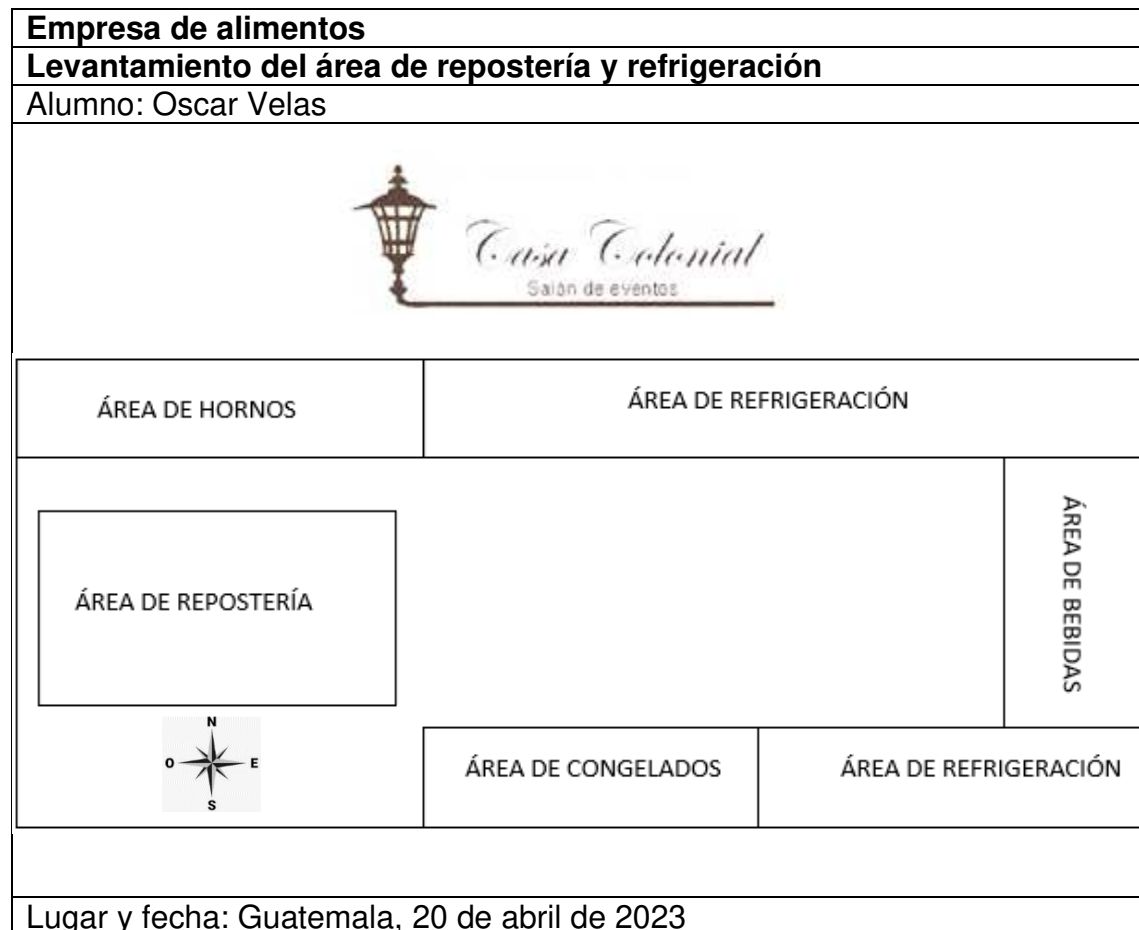 Empresa de alimentos
Levantamiento del área de repostería y refrigeración
Alumno: Oscar Velas
Casa Colonial
Salón de eventos
ÁREA DE HORNOS
ÁREA DE REFRIGERACIÓN
ÁREA DE BEBIDAS
ÁREA DE REPOSTERÍA
N
O E
S
ÁREA DE CONGELADOS
ÁREA DE REFRIGERACIÓN
Lugar y fecha: Guatemala, 20 de abril de 2023